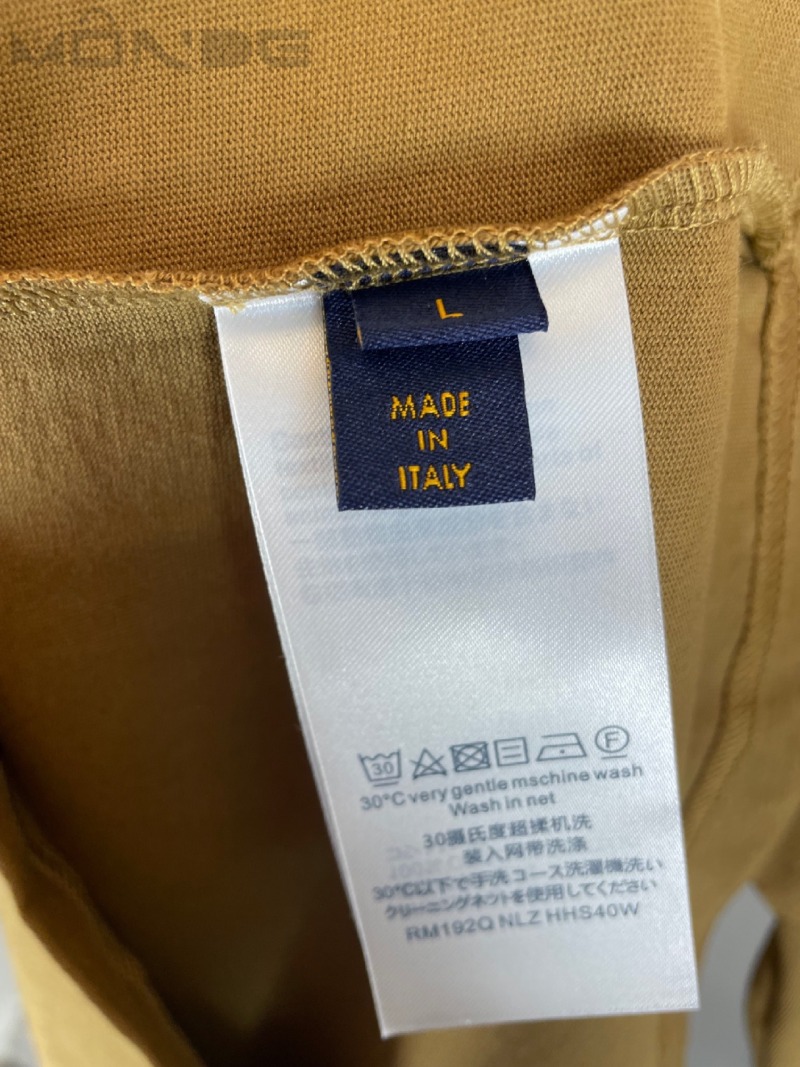 MONDE
L
MADE
IN
ITALY
30
F
30°C very gentle mschine wash
Wash in net
30摄氏度超揉机洗
装入网带洗涤
30℃以下で手洗コース洗濯機洗い
クリーニングネットを使用してください
RM192Q NLZ HHS40W